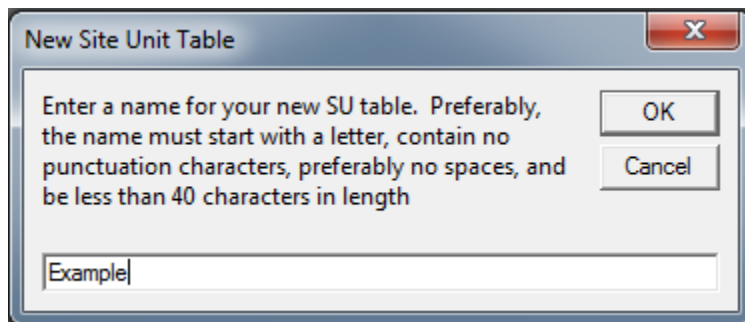 New Site Unit Table
Enter a name for your new SU table.  Preferably,
the name must start with a letter, contain no
punctuation characters, preferably no spaces, and
be less than 40 characters in length
OK
Cancel
Example